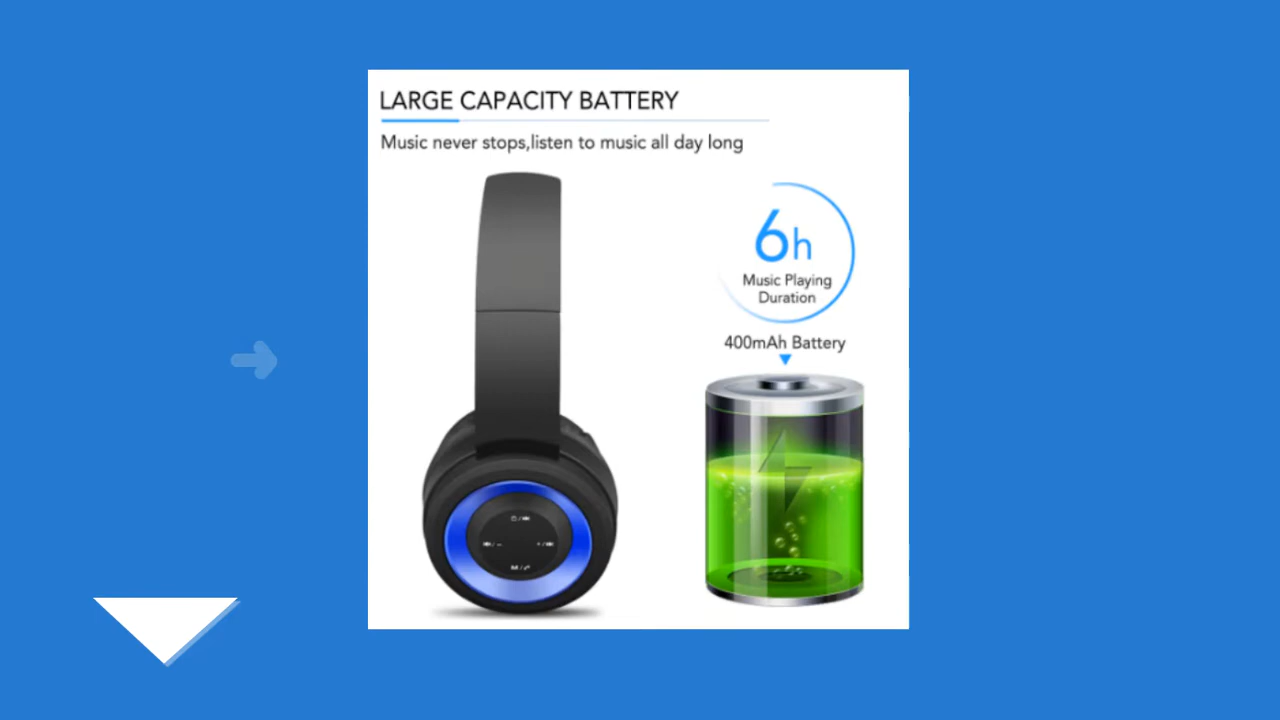 LARGE CAPACITY BATTERY
Music never stops,listen to music all day long
6h
Music Playing
Duration
400mAh Battery